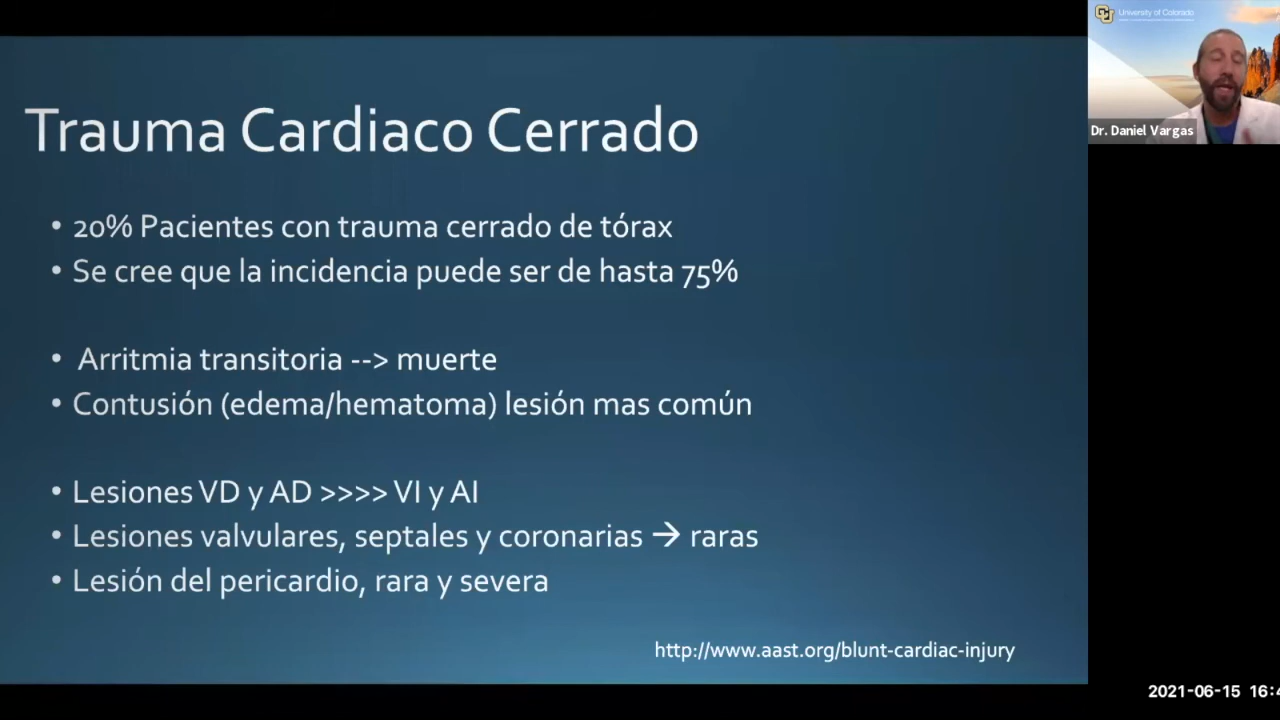 University of Colorado
Dr. Daniel Vargas
Trauma Cardiaco Cerrado
• 20% Pacientes con trauma cerrado de tórax
• Se cree que la incidencia puede ser de hasta 75%
• Arritmia transitoria --> muerte
• Contusión (edema/hematoma) lesión mas común
• Lesiones VD y AD >>>> VI y AI
• Lesiones valvulares, septales y coronarias → raras
• Lesión del pericardio, rara y severa
http://www.aast.org/blunt-cardiac-injury
2021-06-15 16:4